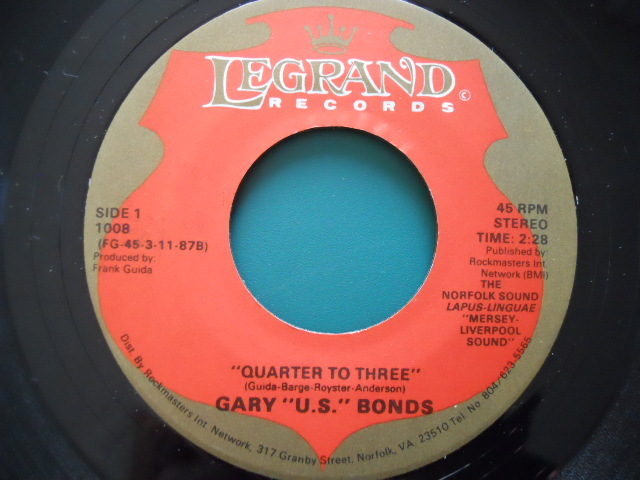 LEGRAND ©
RECORDS
SIDE 1
1008
(FG-45-3-11-87B)
Produced by:
Frank Guida
45 RPM
STEREO
TIME: 2:28
Published by
Rockmasters Int.
Network (BMI)
THE
NORFOLK SOUND
LAPUS-LINGUAE
"MERSEY-
LIVERPOOL
SOUND"
"QUARTER TO THREE"
(Guida-Barge-Royster-Anderson)
GARY "U.S." BONDS
Dist. By Rockmasters Int. Network, 317 Granby Street, Norfolk, VA. 23510 Tel. No 804-623-5565